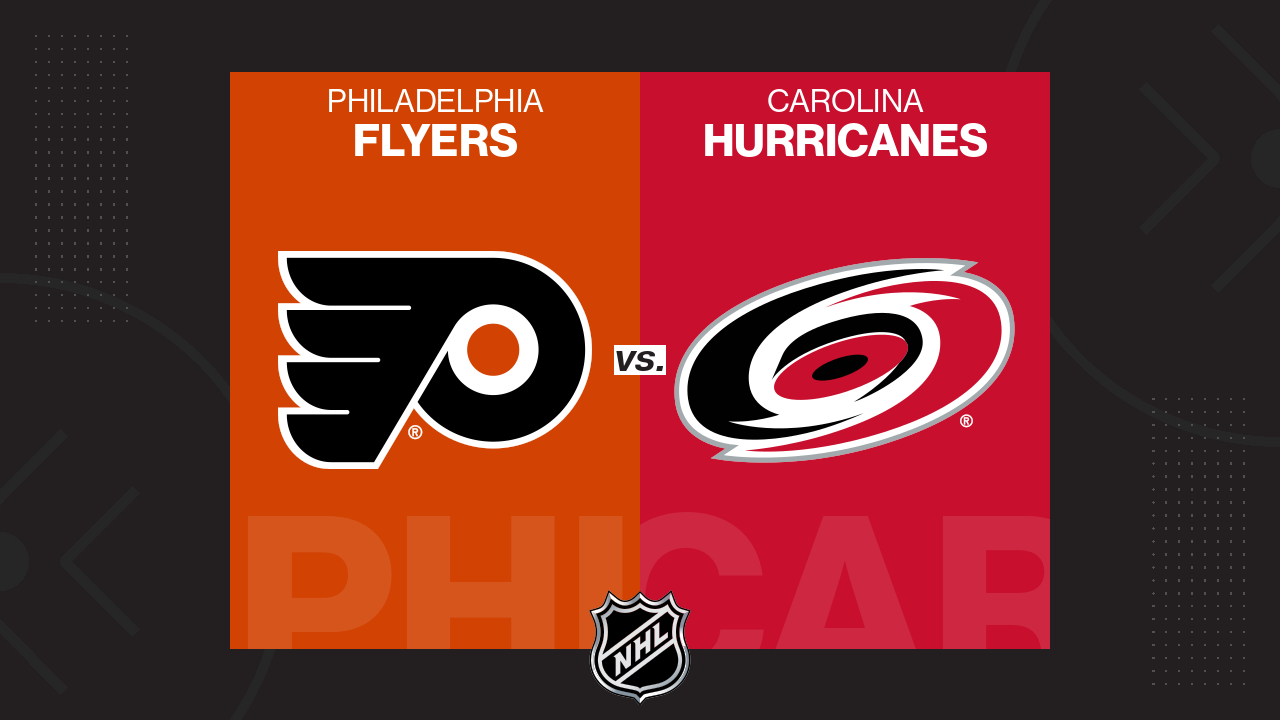 PHILADELPHIA
FLYERS
CAROLINA
HURRICANES
vs.
®
®
PHI
CAR
NHL